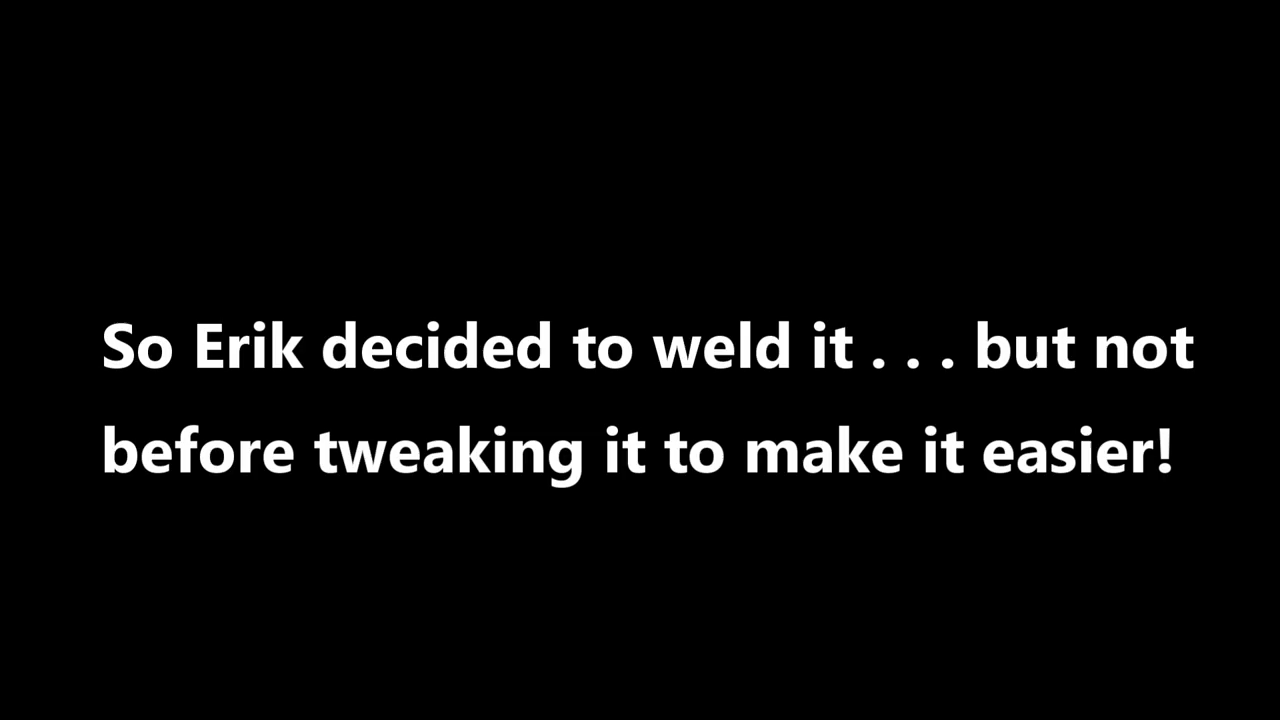 So Erik decided to weld it . . . but not
before tweaking it to make it easier!